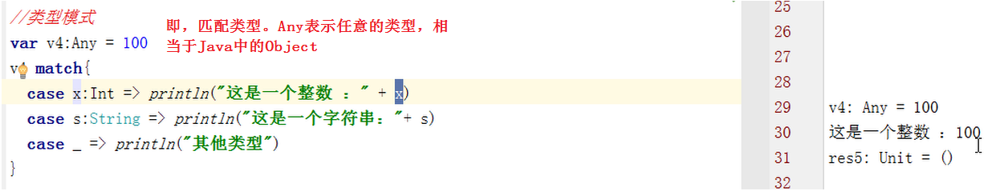 //类型模式
即，匹配类型。Any表示任意的类型，相
当于Java中的Object
var v4:Any = 100
v4 match{
case x:Int => println("这是一个整数 ：" + x)
case s:String => println("这是一个字符串："+ s)
case _ => println("其他类型")
}
25
26
27
28
29 v4: Any = 100
30 这是一个整数 ：100
31 res5: Unit = ()
32